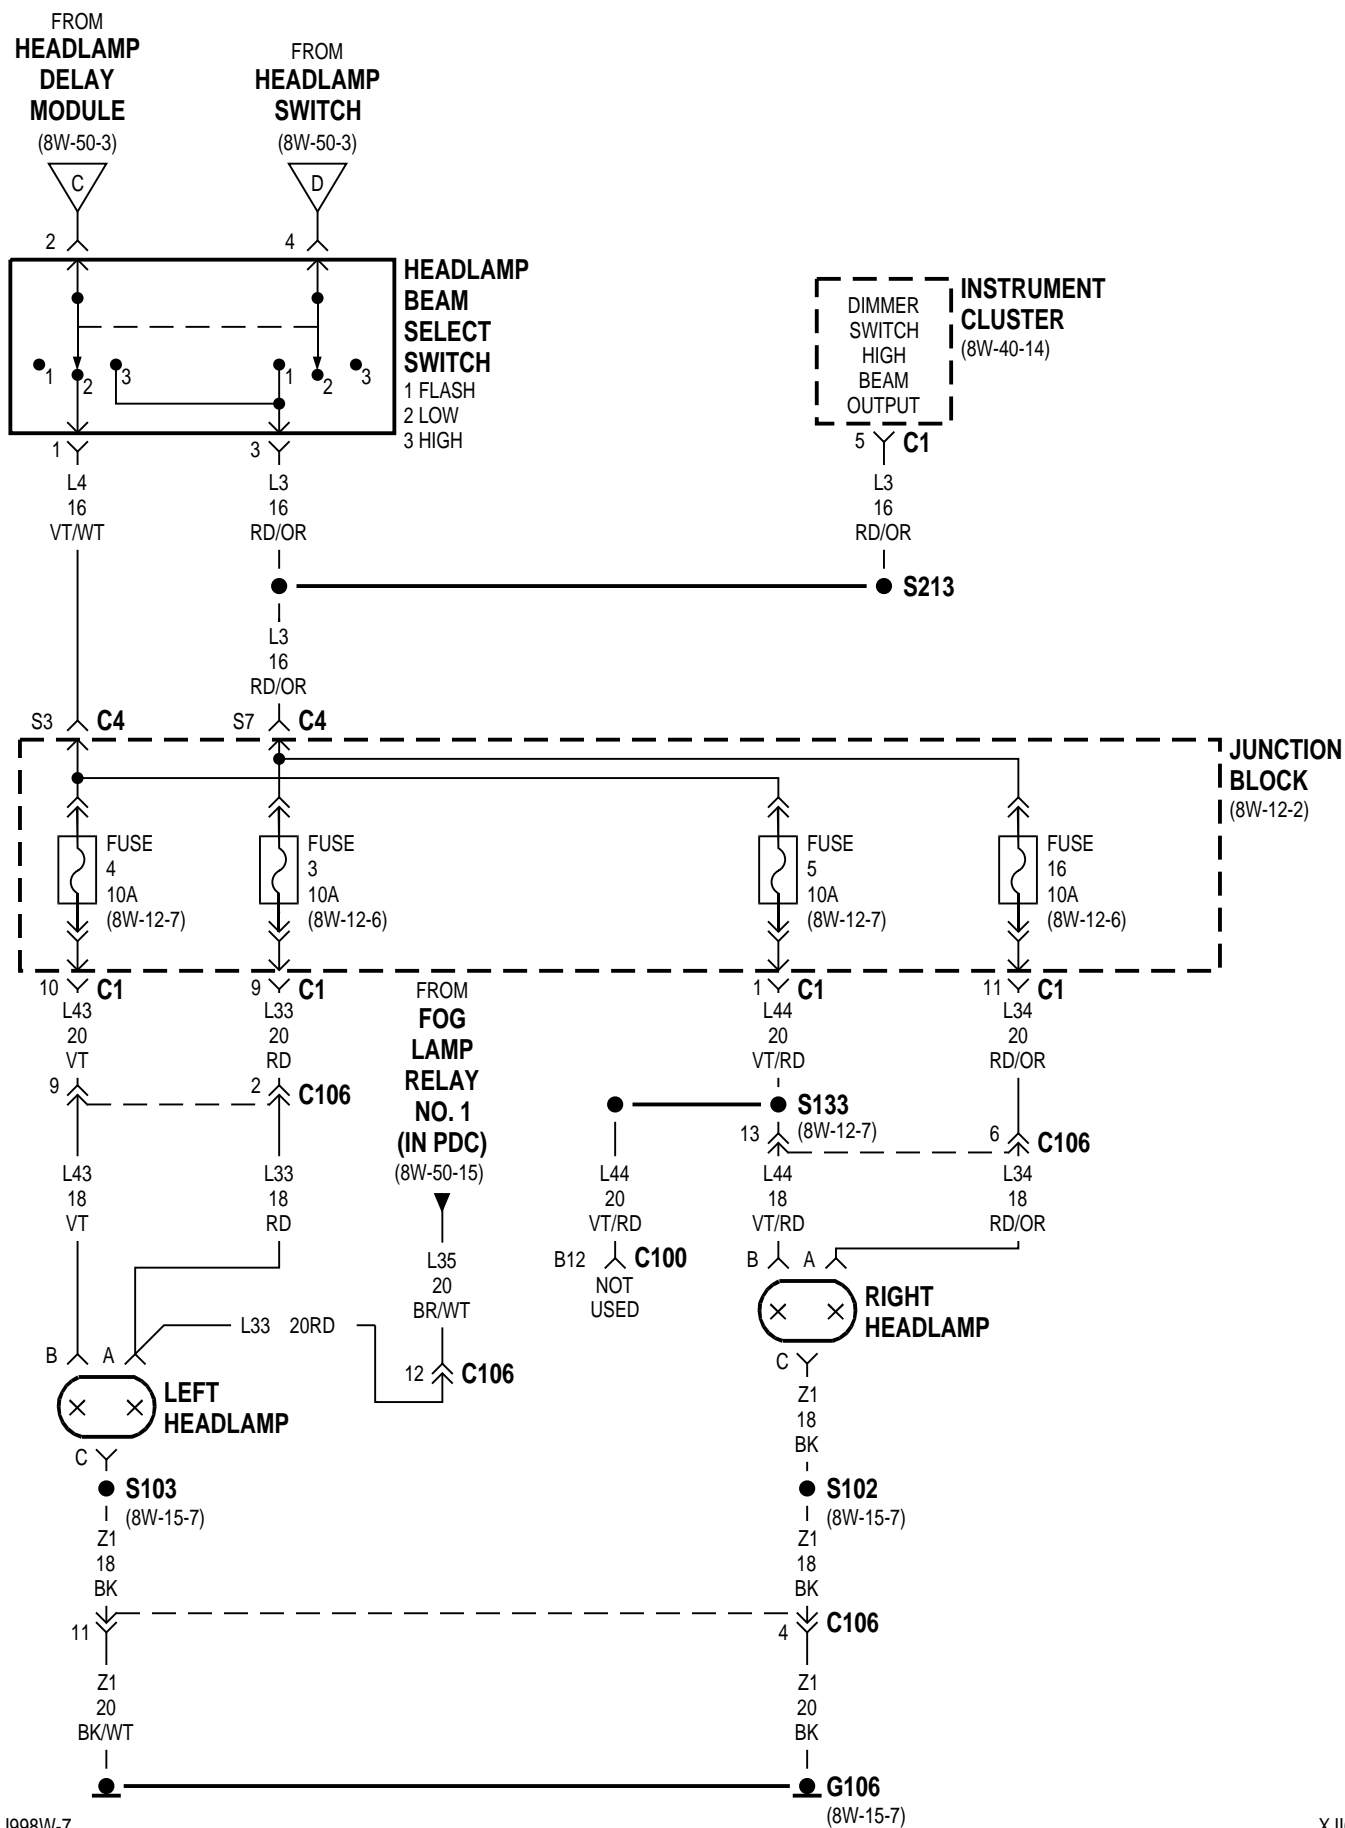 FROM
HEADLAMP
DELAY
MODULE
(8W-50-3)
C
2
FROM
HEADLAMP
SWITCH
(8W-50-3)
D
4
HEADLAMP
BEAM
SELECT
SWITCH
1 FLASH
2 LOW
3 HIGH
1
2
3
1
2
3
1
L4
16
VT/WT
3
L3
16
RD/OR
DIMMER
SWITCH
HIGH
BEAM
OUTPUT
INSTRUMENT
CLUSTER
(8W-40-14)
5
C1
L3
16
RD/OR
S213
L3
16
RD/OR
S3
C4
S7
C4
JUNCTION
BLOCK
(8W-12-2)
FUSE
4
10A
(8W-12-7)
FUSE
3
10A
(8W-12-6)
FUSE
5
10A
(8W-12-7)
FUSE
16
10A
(8W-12-6)
10
C1
L43
20
VT
9
9
C1
L33
20
RD
2
C106
FROM
FOG
LAMP
RELAY
NO. 1
(IN PDC)
(8W-50-15)
1
C1
L44
20
VT/RD
S133
(8W-12-7)
13
11
C1
L34
20
RD/OR
6
C106
L43
18
VT
L33
18
RD
L35
20
BR/WT
12
C106
L44
20
VT/RD
B12
C100
NOT
USED
L44
18
VT/RD
L34
18
RD/OR
B
A
RIGHT
HEADLAMP
C
Z1
18
BK
L33 20RD
B
A
LEFT
HEADLAMP
C
S103
(8W-15-7)
Z1
18
BK
S102
(8W-15-7)
Z1
18
BK
11
4
C106
Z1
20
BK/WT
Z1
20
BK
G106
(8W-15-7)